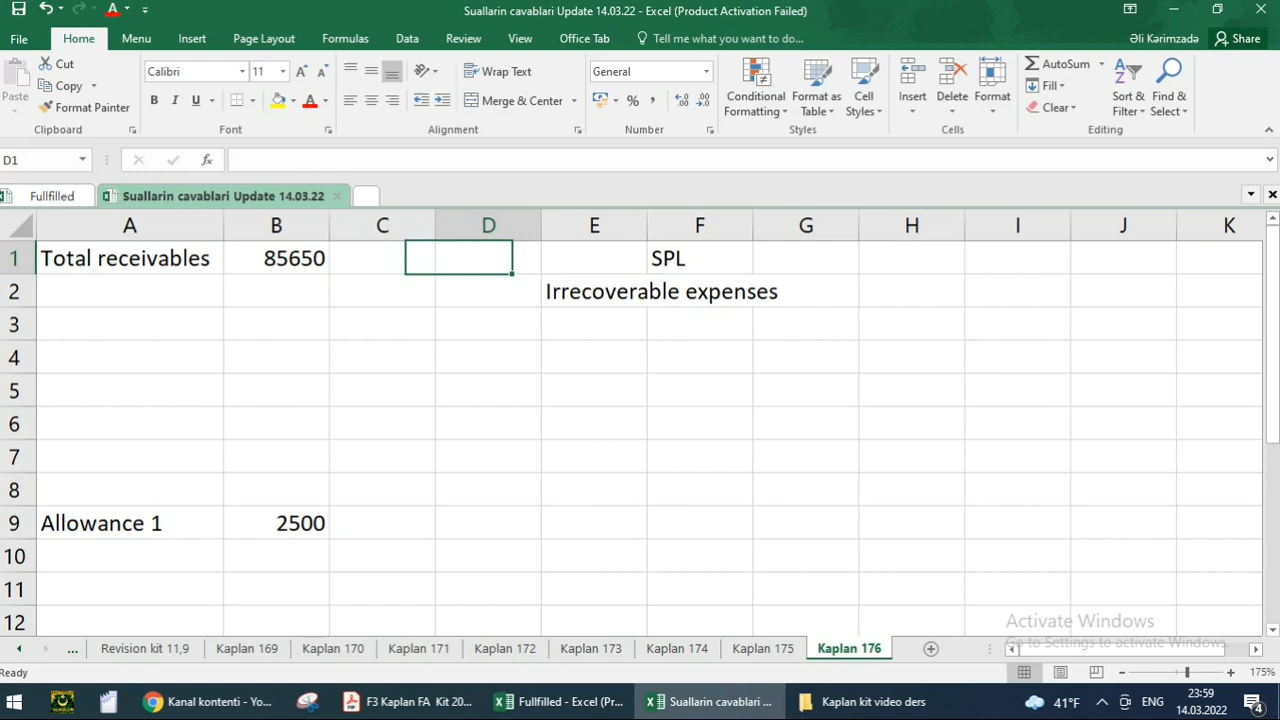 Suallarin cavablari Update 14.03.22 - Excel (Product Activation Failed)
File Home Menu Insert Page Layout Formulas Data Review View Office Tab Tell me what you want to do... Əli Kərimzadə Share
Paste
Cut
Copy
Format Painter
Clipboard
Calibri 11
B I U
Font
Wrap Text
Merge & Center
Alignment
General
% ,
Number
Conditional Formatting
Format as Table
Cell Styles
Styles
Insert Delete Format
Cells
AutoSum
Fill
Clear
Sort & Filter
Find & Select
Editing
D1 fx
Fullfilled Suallarin cavablari Update 14.03.22
A B C D E F G H I J K
1 Total receivables 85650 SPL
2 Irrecoverable expenses
3
4
5
6
7
8
9 Allowance 1 2500
10
11
12
Activate Windows
Go to Settings to activate Windows.
... Revision kit 11,9 Kaplan 169 Kaplan 170 Kaplan 171 Kaplan 172 Kaplan 173 Kaplan 174 Kaplan 175 Kaplan 176
Ready 175%
Kanal kontenti - Yo... F3 Kaplan FA Kit 20... Fullfilled - Excel (Pr... Suallarin cavablari ... Kaplan kit video ders 41°F ENG 23:59
14.03.2022 4